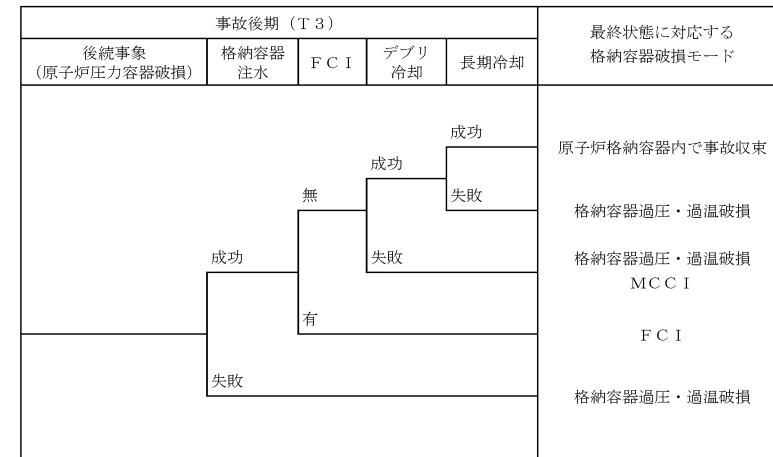 事故後期（Ｔ３）
最終状態に対応する
格納容器破損モード
後続事象
（原子炉圧力容器破損）
格納容器
注水
ＦＣＩ
デブリ
冷却
長期冷却
成功
原子炉格納容器内で事故収束
成功
失敗
格納容器過圧・過温破損
無
成功
失敗
格納容器過圧・過温破損
ＭＣＣＩ
有
ＦＣＩ
失敗
格納容器過圧・過温破損